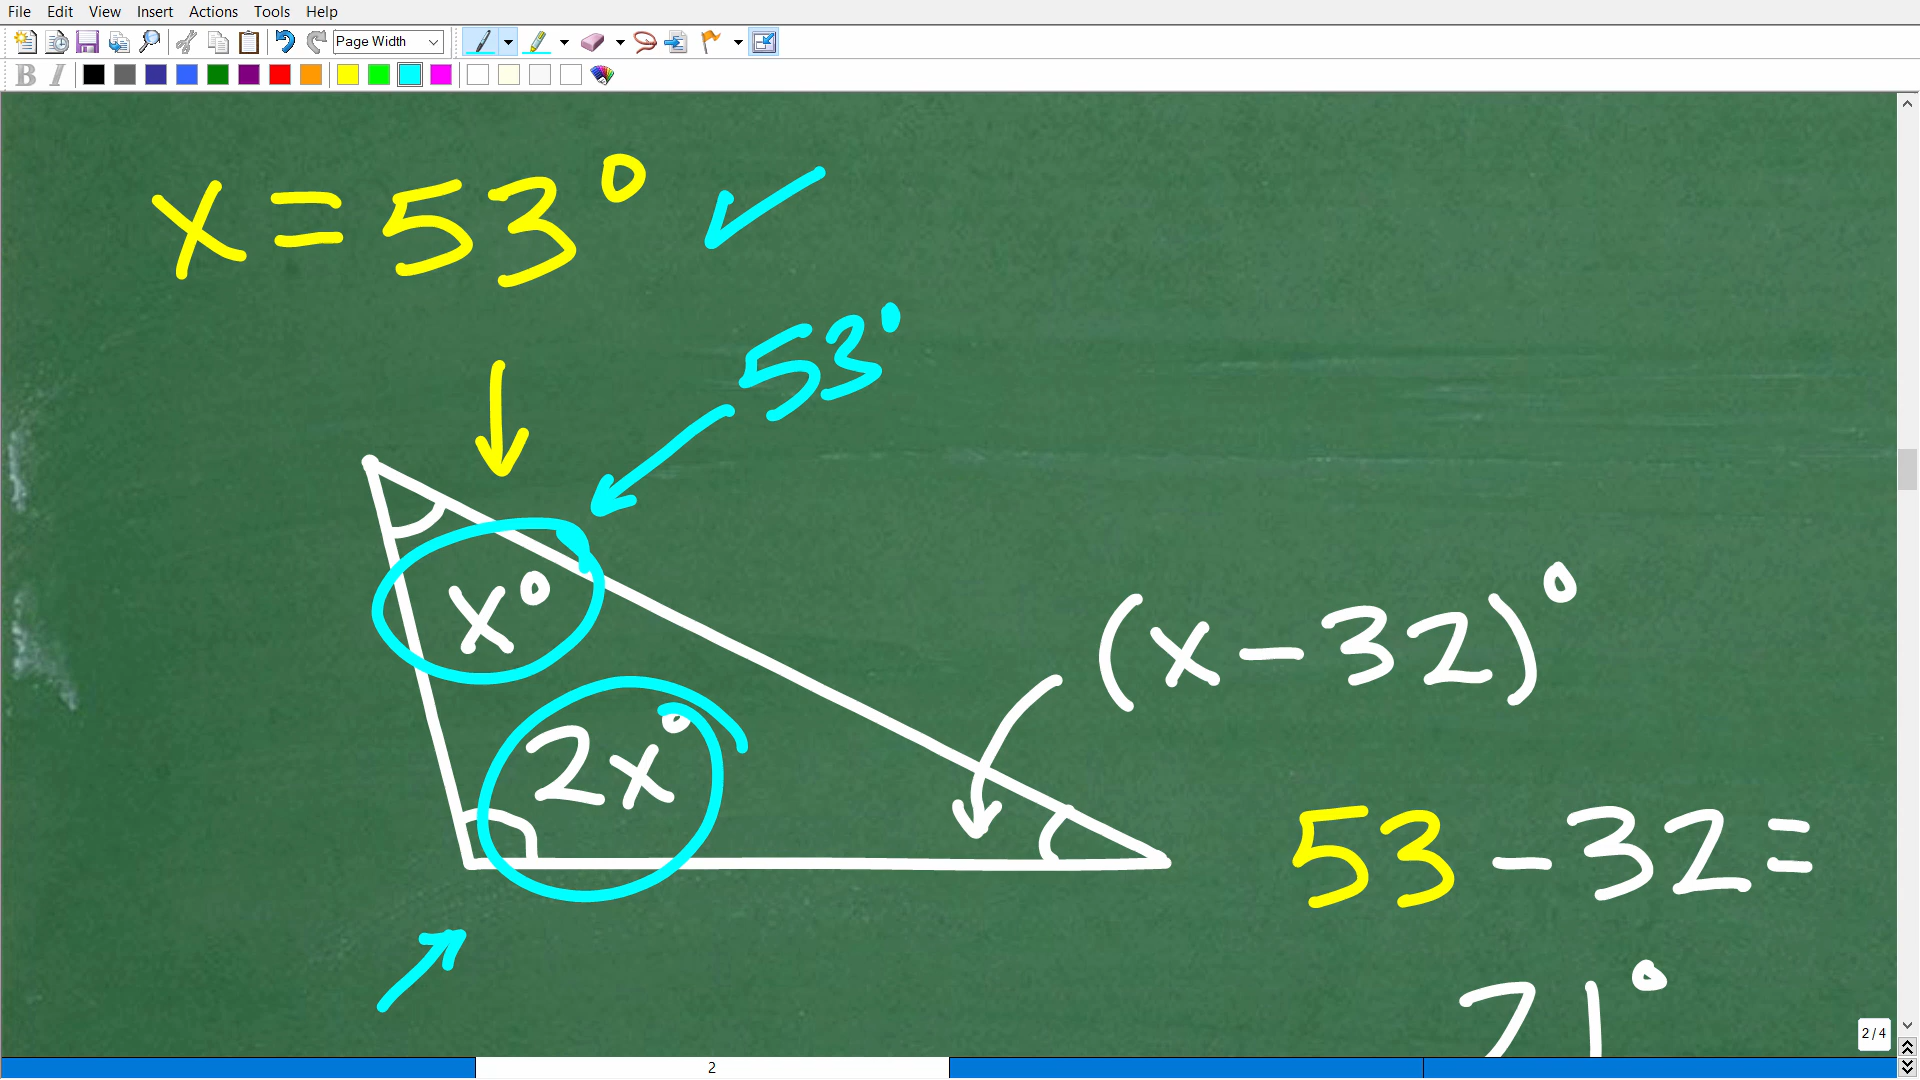 File Edit View Insert Actions Tools Help
Page Width
B I
x = 53°
53°
x°
(x - 32)°
2x°
53 - 32 =
21°
2 / 4
2